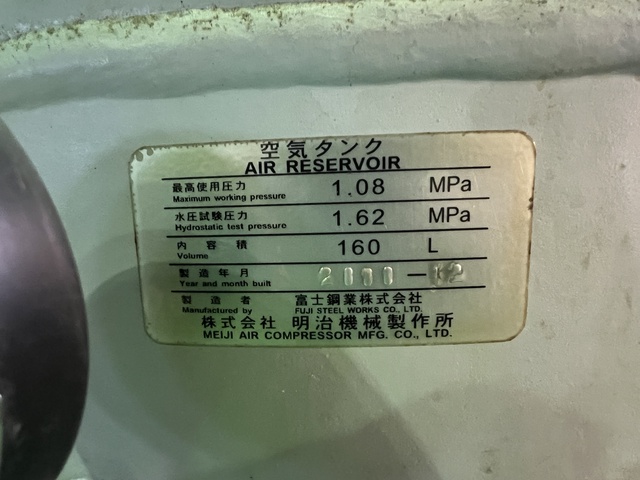 空気タンク
AIR RESERVOIR
最高使用圧力 1.08 MPa
Maximum working pressure
水圧試験圧力 1.62 MPa
Hydrostatic test pressure
内容積 160 L
Volume
製造年月 2000-12
Year and month built
製造者 富士鋼業株式会社
Manufactured by FUJI STEEL WORKS CO., LTD.
株式会社 明治機械製作所
MEIJI AIR COMPRESSOR MFG. CO., LTD.